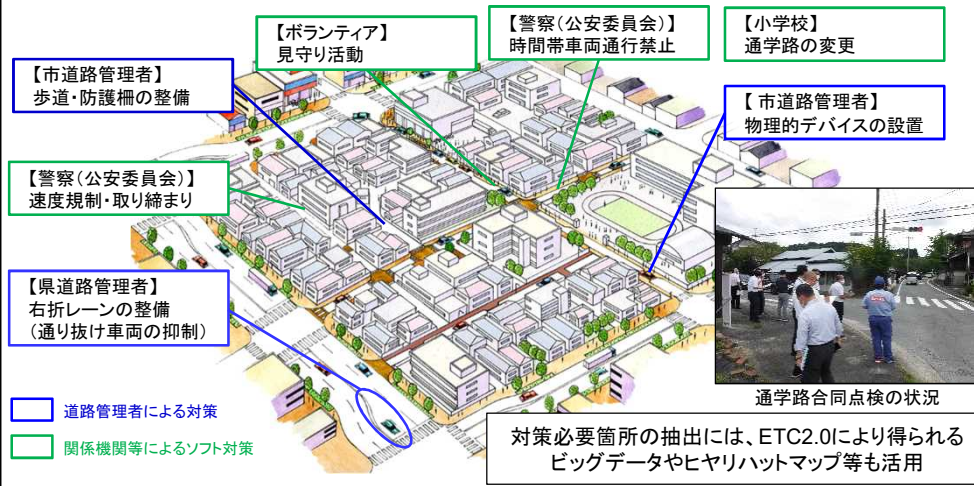 【ボランティア】
見守り活動
【警察(公安委員会)】
時間帯車両通行禁止
【小学校】
通学路の変更
【市道路管理者】
歩道・防護柵の整備
【 市道路管理者】
物理的デバイスの設置
【警察(公安委員会)】
速度規制・取り締まり
【県道路管理者】
右折レーンの整備
(通り抜け車両の抑制)
通学路合同点検の状況
道路管理者による対策
関係機関等によるソフト対策
対策必要箇所の抽出には、ETC2.0により得られる
ビッグデータやヒヤリハットマップ等も活用